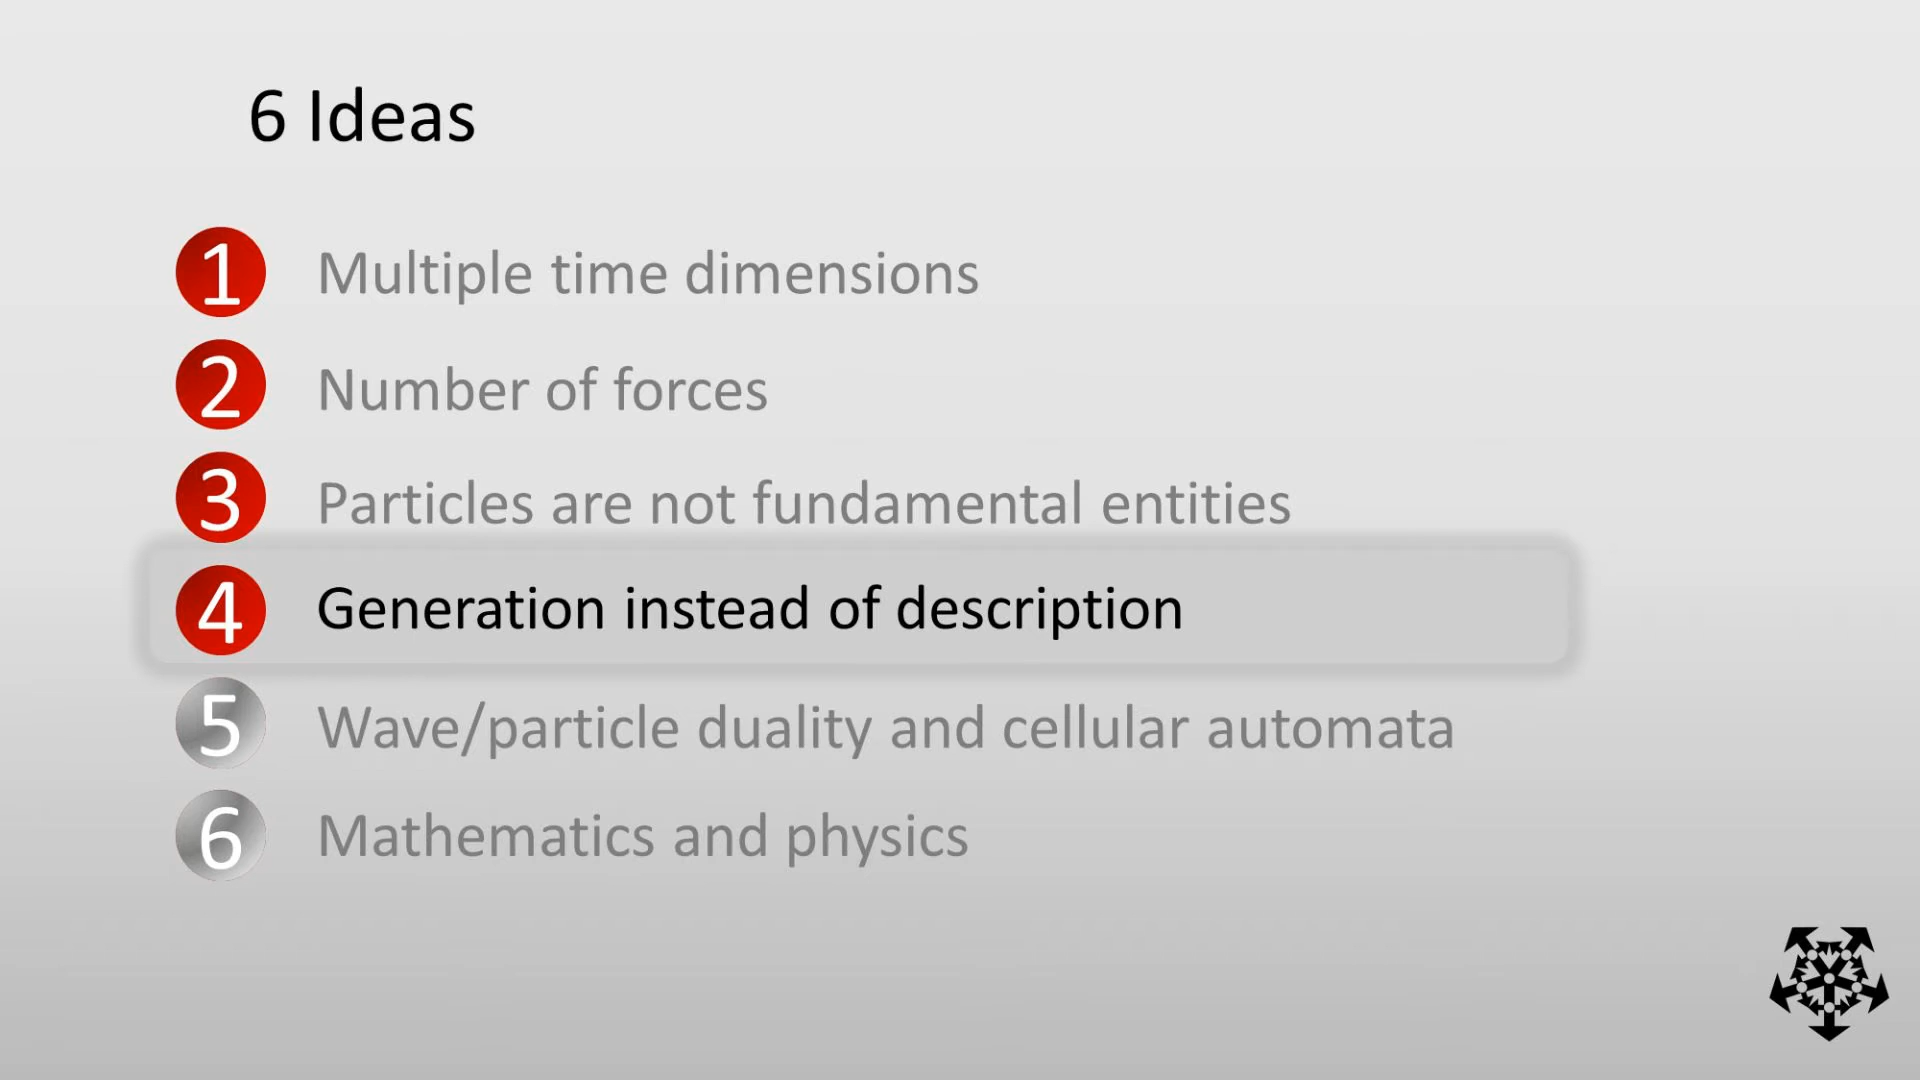 6 Ideas
1 Multiple time dimensions
2 Number of forces
3 Particles are not fundamental entities
4 Generation instead of description
5 Wave/particle duality and cellular automata
6 Mathematics and physics